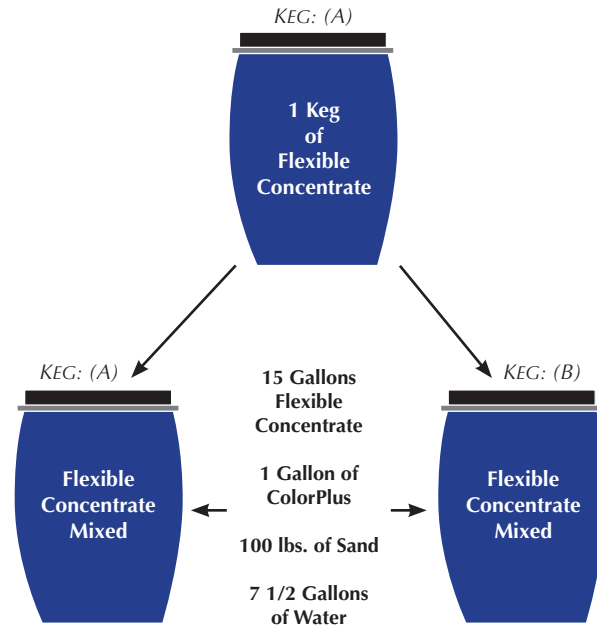 KEG: (A)
1 Keg
of
Flexible
Concentrate
KEG: (A)
Flexible
Concentrate
Mixed
15 Gallons
Flexible
Concentrate
1 Gallon of
ColorPlus
100 lbs. of Sand
7 1/2 Gallons
of Water
KEG: (B)
Flexible
Concentrate
Mixed